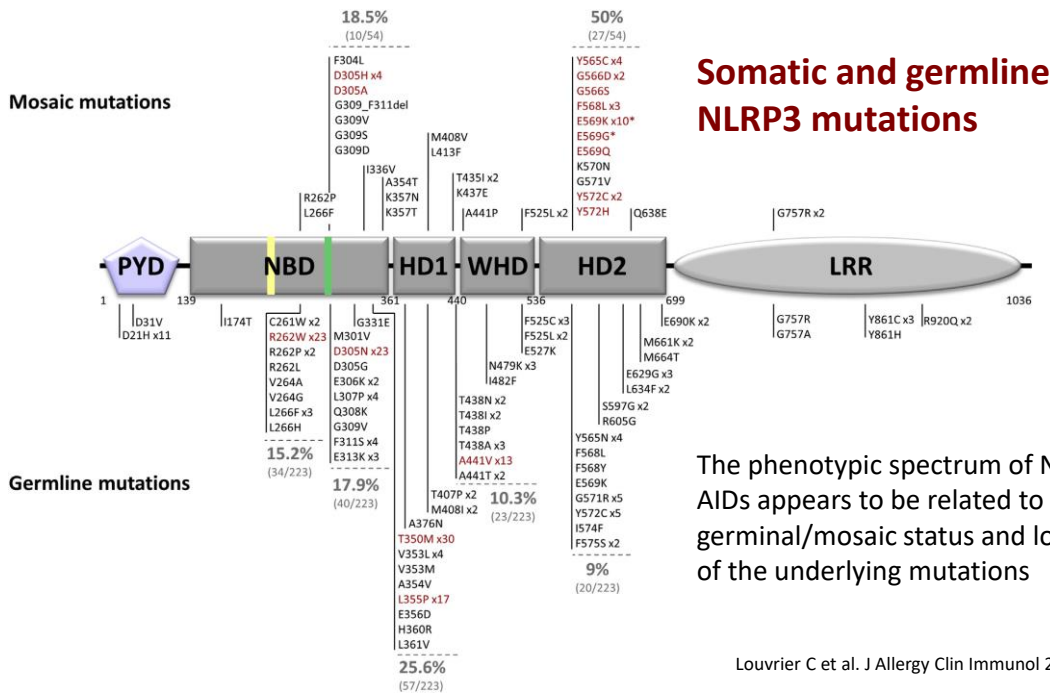 Somatic and germline
NLRP3 mutations
Mosaic mutations
18.5%
(10/54)
F304L
D305H x4
D305A
G309_F311del
G309V
G309S
G309D
R262P
L266F
I336V
A354T
K357N
K357T
M408V
L413F
T435I x2
K437E
A441P
F525L x2
50%
(27/54)
Y565C x4
G566D x2
G566S
F568L x3
E569K x10*
E569G*
E569Q
K570N
G571V
Y572C x2
Y572H
Q638E
G757R x2
PYD
NBD
HD1
WHD
HD2
LRR
1
139
361
440
536
699
1036
Germline mutations
D31V
D21H x11
I174T
C261W x2
R262W x23
R262P x2
R262L
V264A
V264G
L266F x3
L266H
15.2%
(34/223)
G331E
M301V
D305N x23
D305G
E306K x2
L307P x4
Q308K
G309V
F311S x4
E313K x3
17.9%
(40/223)
T407P x2
M408I x2
A376N
T350M x30
V353L x4
V353M
A354V
L355P x17
E356D
H360R
L361V
25.6%
(57/223)
F525C x3
F525L x2
E527K
N479K x3
I482F
T438N x2
T438I x2
T438P
T438A x3
A441V x13
A441T x2
10.3%
(23/223)
E690K x2
M661K x2
M664T
E629G x3
L634F x2
S597G x2
R605G
Y565N x4
F568L
F568Y
E569K
G571R x5
Y572C x5
I574F
F575S x2
9%
(20/223)
G757R
G757A
Y861C x3
Y861H
R920Q x2
The phenotypic spectrum of
AIDs appears to be related to
germinal/mosaic status and
of the underlying mutations
Louvrier C et al. J Allergy Clin Immunol